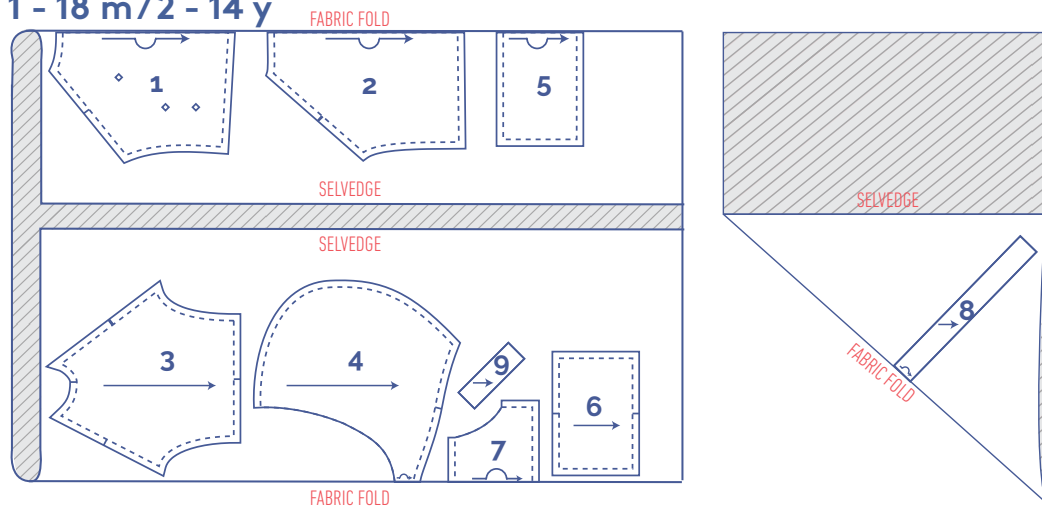 1 - 18 m / 2 - 14 y
FABRIC FOLD
1
2
5
SELVEDGE
SELVEDGE
3
4
9
6
7
FABRIC FOLD
SELVEDGE
8
FABRIC FOLD